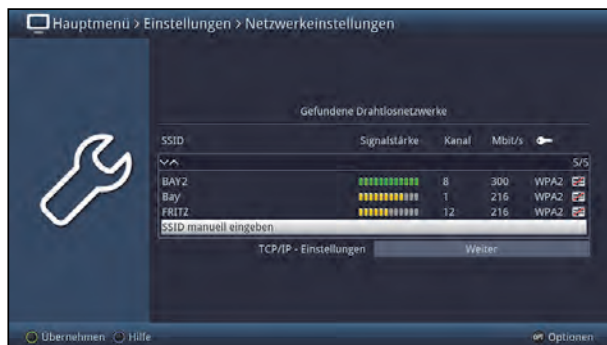 Hauptmenü > Einstellungen > Netzwerkeinstellungen
Gefundene Drahtlosnetzwerke
SSID Signalstärke Kanal Mbit/s
5/5
BAY2 8 300 WPA2
Bay 1 216 WPA2
FRITZ 12 216 WPA2
SSID manuell eingeben
TCP/IP - Einstellungen Weiter
Übernehmen Hilfe Optionen